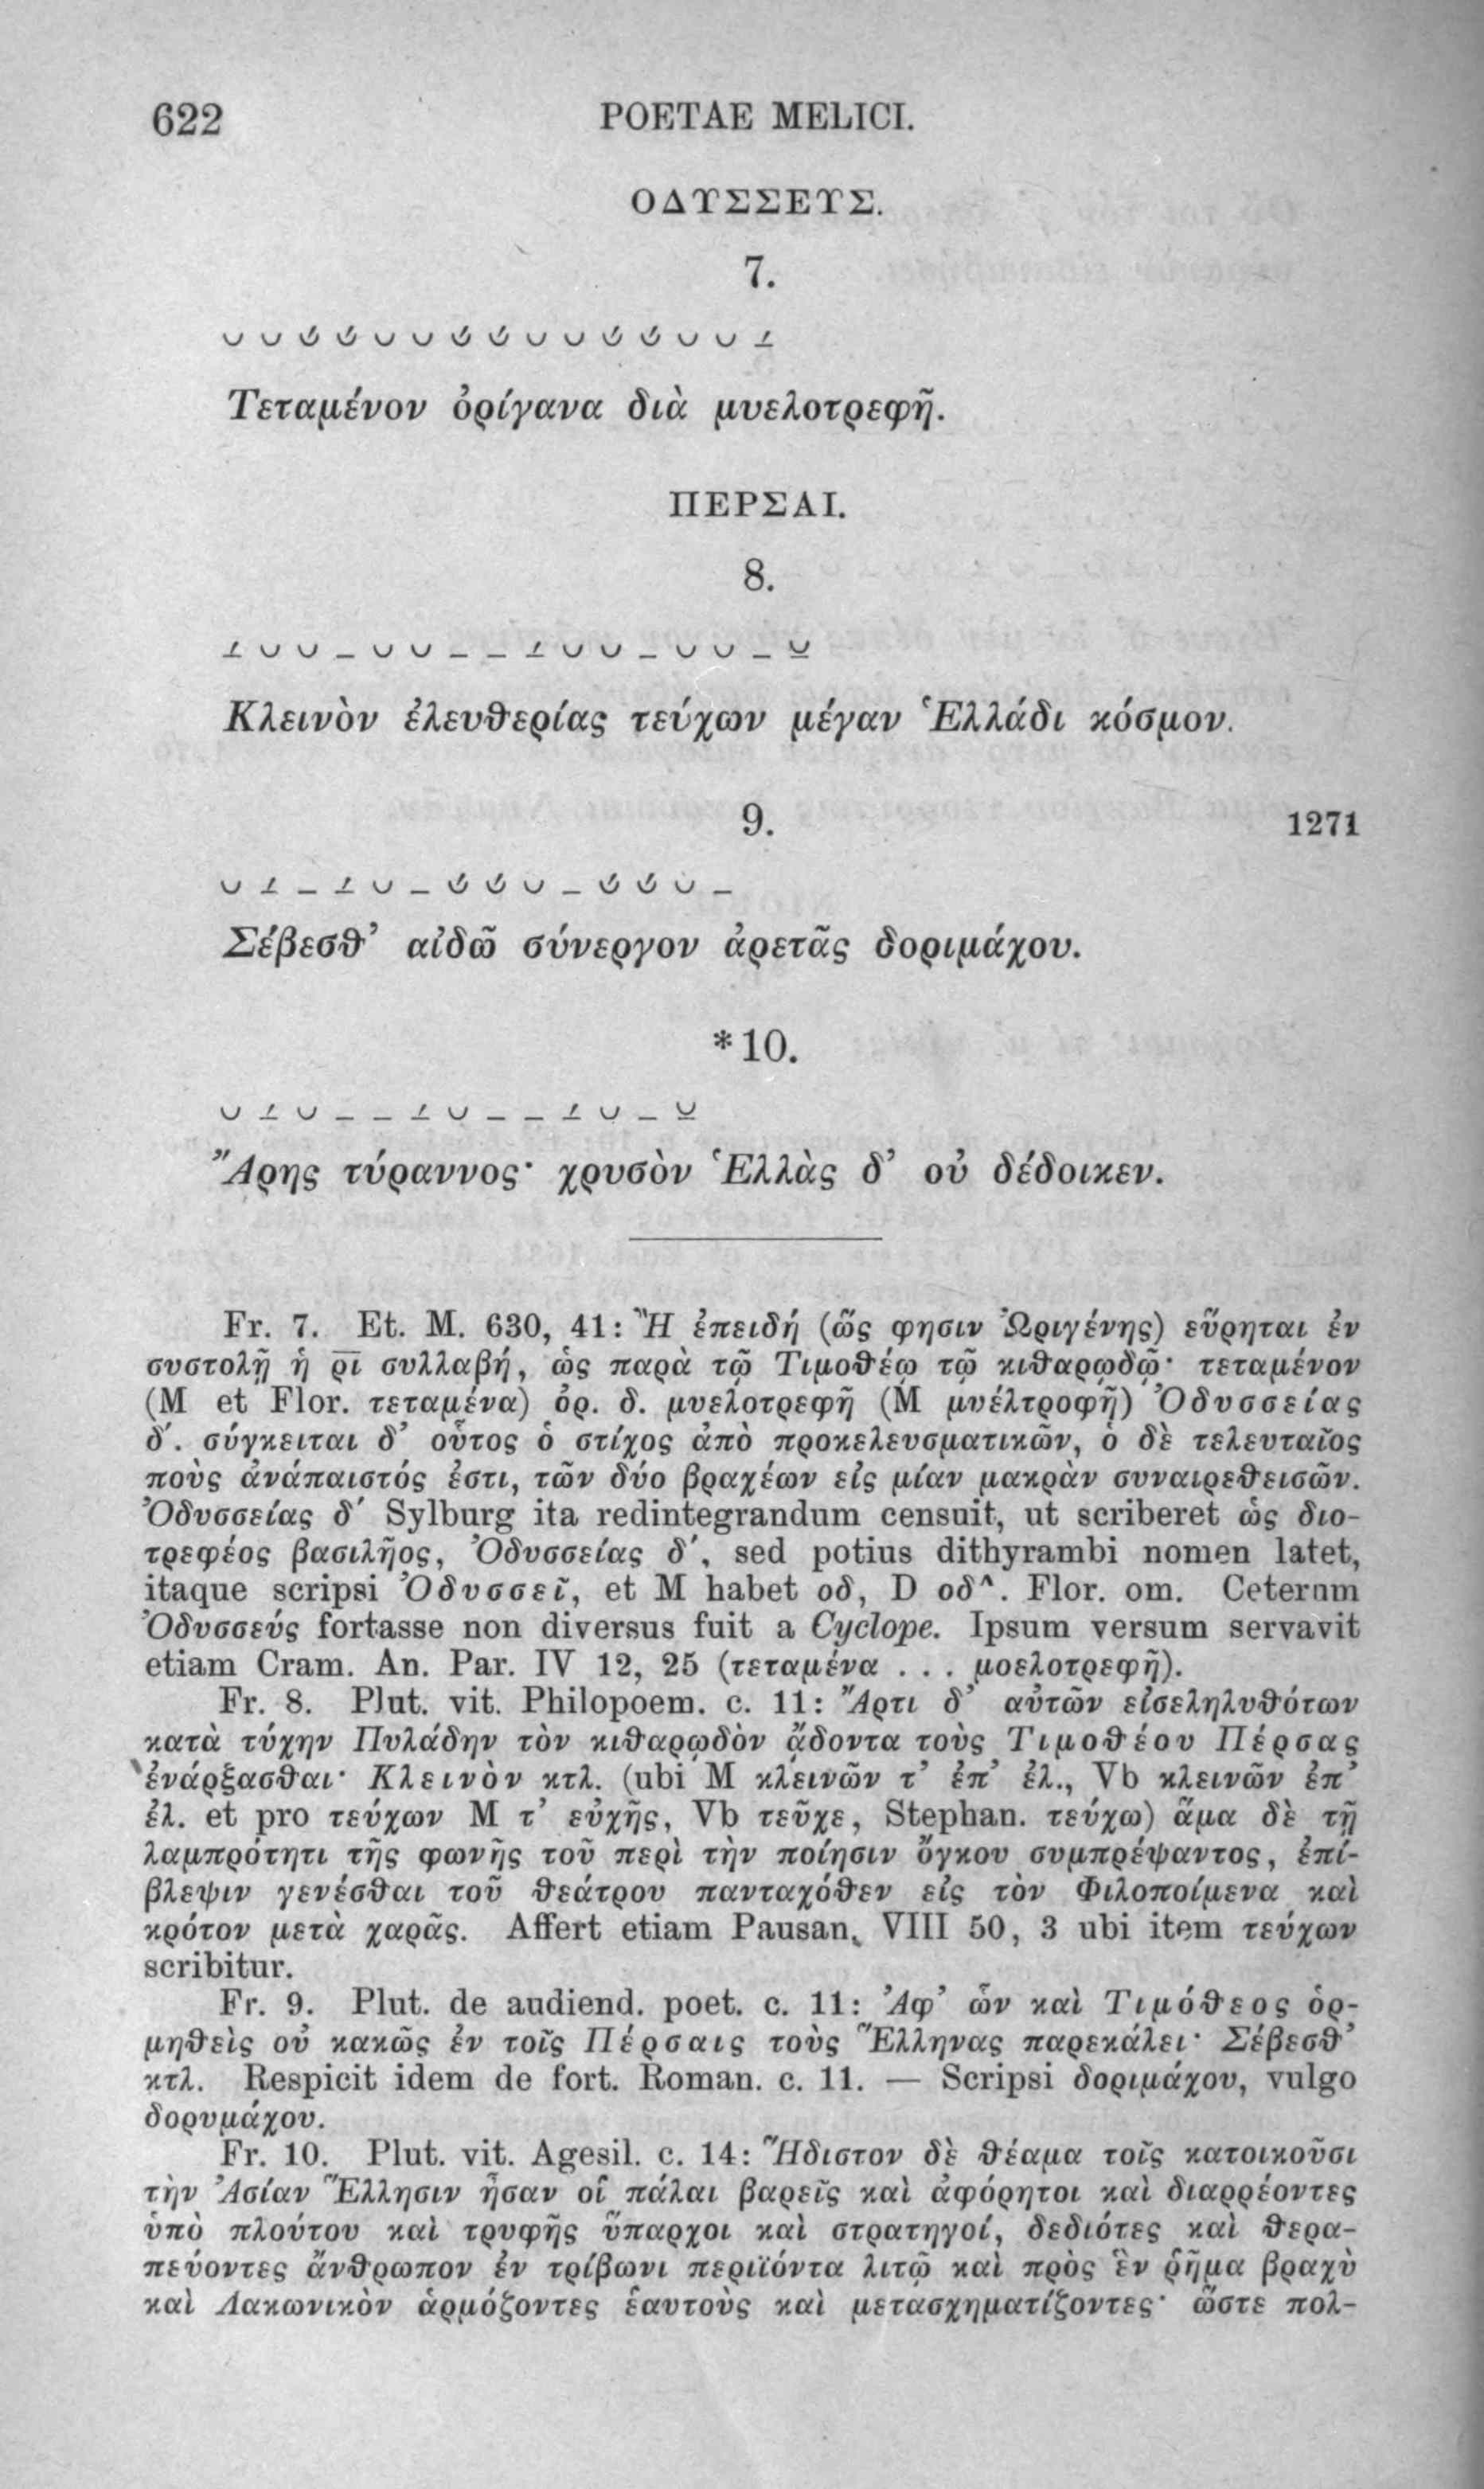 622 POETAE MELICI.
ΟΔΥΣΣΕΥΣ.
7.
⏑ ⏑ ⏑́ ⏑́ ⏑ ⏑ ⏑́ ⏑́ ⏑ ⏑ ⏑́ ⏑́ ⏑ ⏑ –́
Τεταμένον ὀρίγανα διὰ μυελοτρεφῆ.
ΠΕΡΣΑΙ.
8.
–́ ⏑ ⏑ – ⏑ ⏑ – – –́ ⏑ ⏑ – ⏑ ⏑ – ⏓
Κλεινὸν ἐλευθερίας τεύχων μέγαν Ἑλλάδι κόσμον.
9. 1271
⏑ –́ – –́ ⏑ – ⏑́ ⏑́ ⏑ – ⏑́ ⏑́ ⏑ –
Σέβεσθ’ αἰδῶ σύνεργον ἀρετᾶς δοριμάχου.
*10.
⏑ –́ ⏑ – – –́ ⏑ – – –́ ⏑ – ⏓
Ἄρης τύραννος· χρυσὸν Ἑλλὰς δ’ οὐ δέδοικεν.
Fr. 7. Et. M. 630, 41: Ἢ ἐπειδή (ὥς φησιν Ὠριγένης) εὕρηται ἐν
συστολῇ ἡ ρῑ συλλαβή, ὡς παρὰ τῷ Τιμοθέῳ τῷ κιθαρῳδῷ· τεταμένον
(M et Flor. τεταμένα) ὀρ. δ. μυελοτρεφῆ (M μυέλτροφῆ) Ὀδυσσείας
δ΄. σύγκειται δ’ οὗτος ὁ στίχος ἀπὸ προκελευσματικῶν, ὁ δὲ τελευταῖος
ποὺς ἀνάπαιστός ἐστι, τῶν δύο βραχέων εἰς μίαν μακρὰν συναιρεθεισῶν.
Ὀδυσσείας δ΄ Sylburg ita redintegrandum censuit, ut scriberet ὡς διο-
τρεφέος βασιλῆος, Ὀδυσσείας δ΄, sed potius dithyrambi nomen latet,
itaque scripsi Ὀδυσσεῖ, et M habet οδ, D οδ^. Flor. om. Ceterum
Ὀδυσσεύς fortasse non diversus fuit a Cyclope. Ipsum versum servavit
etiam Cram. An. Par. IV 12, 25 (τεταμένα . . . μοελοτρεφῆ).
Fr. 8. Plut. vit. Philopoem. c. 11: Ἄρτι δ’ αὐτῶν εἰσεληλυθότων
κατὰ τύχην Πυλάδην τὸν κιθαρῳδὸν ᾄδοντα τοὺς Τιμοθέου Πέρσας
ἐνάρξασθαι· Κλεινὸν κτλ. (ubi M κλεινῶν τ’ ἐπ’ ἐλ., Vb κλεινῶν ἐπ’
ἐλ. et pro τεύχων M τ’ εὐχῆς, Vb τεῦχε, Stephan. τεύχω) ἅμα δὲ τῇ
λαμπρότητι τῆς φωνῆς τοῦ περὶ τὴν ποίησιν ὄγκου συμπρέψαντος, ἐπί-
βλεψιν γενέσθαι τοῦ θεάτρου πανταχόθεν εἰς τὸν Φιλοποίμενα καὶ
κρότον μετὰ χαρᾶς. Affert etiam Pausan. VIII 50, 3 ubi item τεύχων
scribitur.
Fr. 9. Plut. de audiend. poet. c. 11: Ἀφ’ ὧν καὶ Τιμόθεος ὁρ-
μηθεὶς οὐ κακῶς ἐν τοῖς Πέρσαις τοὺς Ἕλληνας παρεκάλει· Σέβεσθ’
κτλ. Respicit idem de fort. Roman. c. 11. — Scripsi δοριμάχου, vulgo
δορυμάχου.
Fr. 10. Plut. vit. Agesil. c. 14: Ἥδιστον δὲ θέαμα τοῖς κατοικοῦσι
τὴν Ἀσίαν Ἕλλησιν ἦσαν οἱ πάλαι βαρεῖς καὶ ἀφόρητοι καὶ διαρρέοντες
ὑπὸ πλούτου καὶ τρυφῆς ὕπαρχοι καὶ στρατηγοί, δεδιότες καὶ θερα-
πεύοντες ἄνθρωπον ἐν τρίβωνι περιϊόντα λιτῷ καὶ πρὸς ἓν ῥῆμα βραχὺ
καὶ Λακωνικὸν ἁρμόζοντες ἑαυτοὺς καὶ μετασχηματίζοντες· ὥστε πολ-